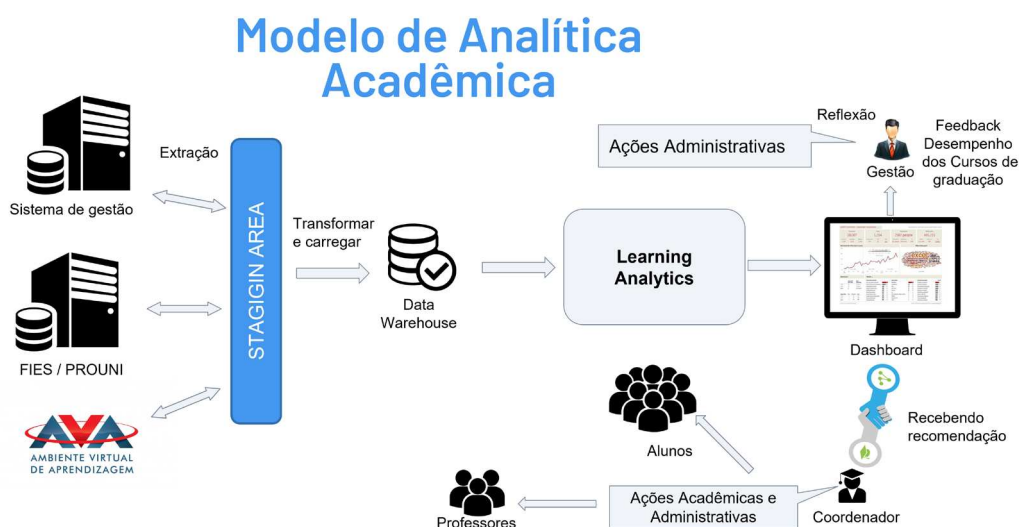 Modelo de Analítica
Acadêmica
Extração
Sistema de gestão
FIES / PROUNI
AVA
AMBIENTE VIRTUAL
DE APRENDIZAGEM
STAGIGIN AREA
Transformar
e carregar
Data
Warehouse
Learning
Analytics
Ações Administrativas
Reflexão
Gestão
Feedback
Desempenho
dos Cursos de
graduação
Dashboard
Recebendo
recomendação
Alunos
Professores
Ações Acadêmicas e
Administrativas
Coordenador